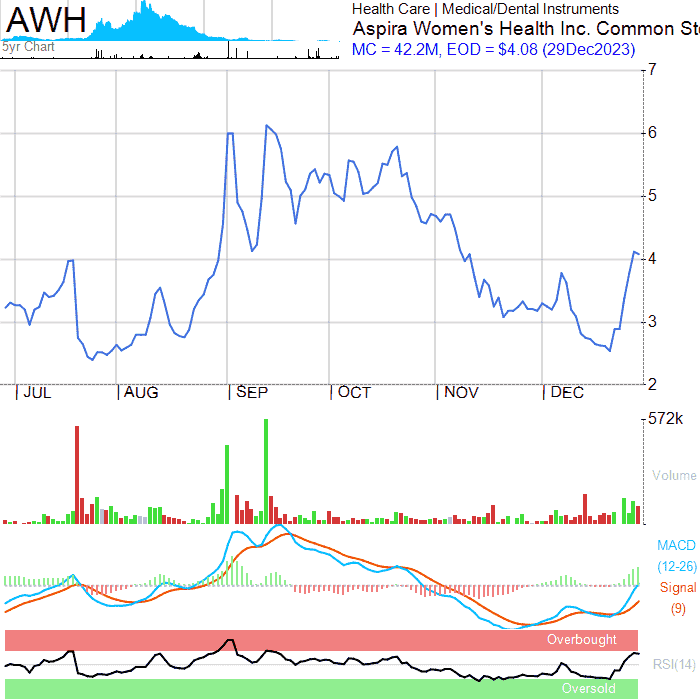 AWH
5yr Chart
Health Care | Medical/Dental Instruments
Aspira Women's Health Inc. Common Sto
MC = 42.2M, EOD = $4.08 (29Dec2023)
7
6
5
4
3
2
JUL AUG SEP OCT NOV DEC
572k
Volume
MACD
(12-26)
Signal
(9)
Overbought
RSI(14)
Oversold